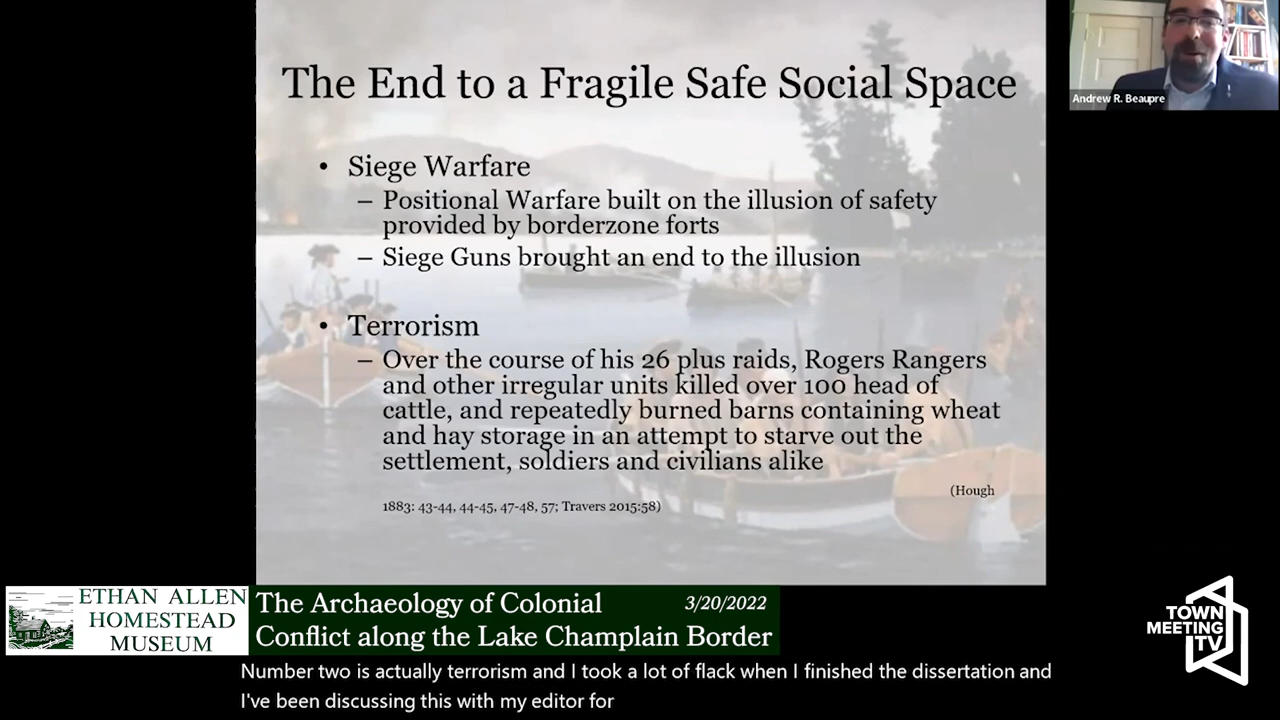 The End to a Fragile Safe Social Space
• Siege Warfare
– Positional Warfare built on the illusion of safety
provided by borderzone forts
– Siege Guns brought an end to the illusion
• Terrorism
– Over the course of his 26 plus raids, Rogers Rangers
and other irregular units killed over 100 head of
cattle, and repeatedly burned barns containing wheat
and hay storage in an attempt to starve out the
settlement, soldiers and civilians alike
(Hough
1883: 43-44, 44-45, 47-48, 57; Travers 2015:58)
Andrew R. Beaupre
ETHAN ALLEN
HOMESTEAD
MUSEUM
The Archaeology of Colonial 3/20/2022
Conflict along the Lake Champlain Border
TOWN
MEETING
TV
Number two is actually terrorism and I took a lot of flack when I finished the dissertation and
I've been discussing this with my editor for